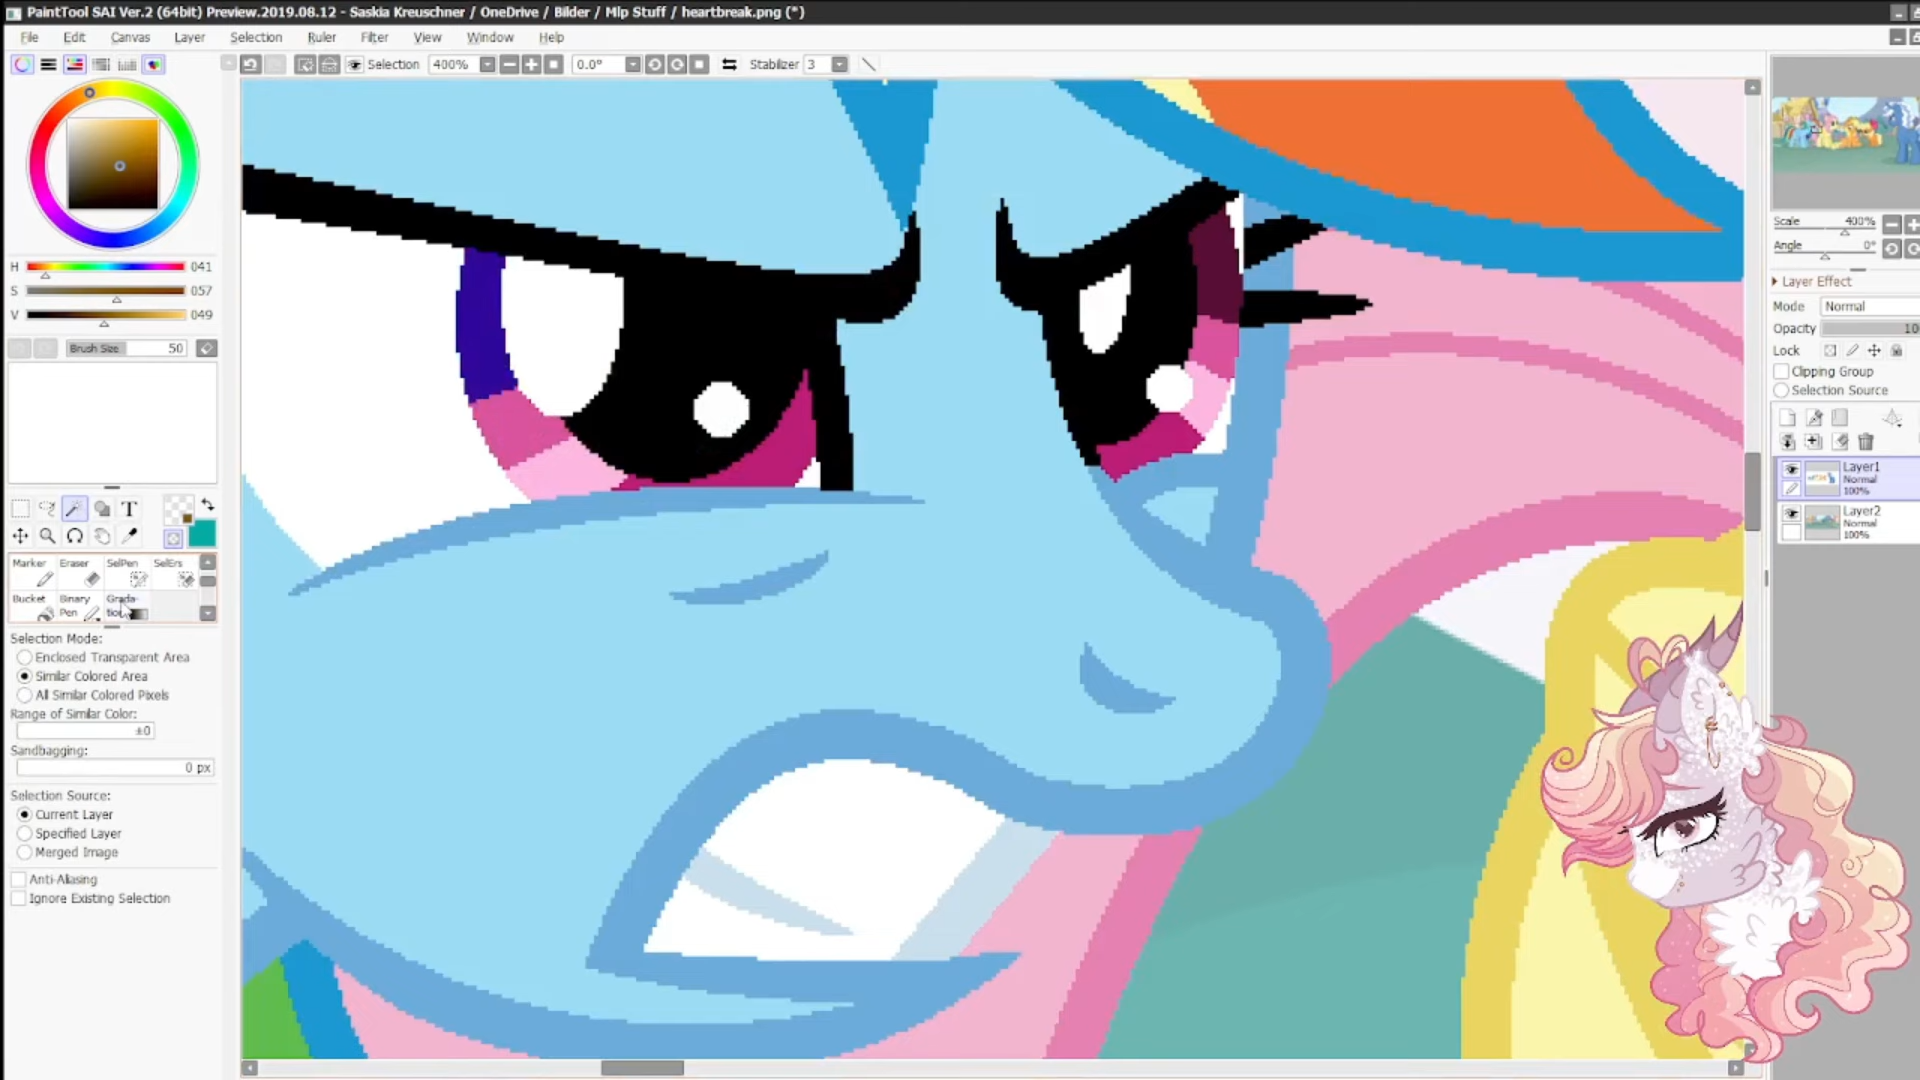 PaintTool SAI Ver.2 (64bit) Preview.2019.08.12 - Saskia Kreuschner / OneDrive / Bilder / Mlp Stuff / heartbreak.png (*)
File Edit Canvas Layer Selection Ruler Filter View Window Help
Selection 400% 0.0° Stabilizer 3
H 041
S 057
V 049
Brush Size 50
T
Marker Eraser SelPen SelErs
Bucket Binary Pen Grada-
Selection Mode:
Enclosed Transparent Area
Similar Colored Area
All Similar Colored Pixels
Range of Similar Color:
±0
Sandbagging:
0 px
Selection Source:
Current Layer
Specified Layer
Merged Image
Anti-Aliasing
Ignore Existing Selection
Scale 400%
Angle 0°
Layer Effect
Mode Normal
Opacity 10
Lock
Clipping Group
Selection Source
Layer1
Normal
100%
Layer2
Normal
100%